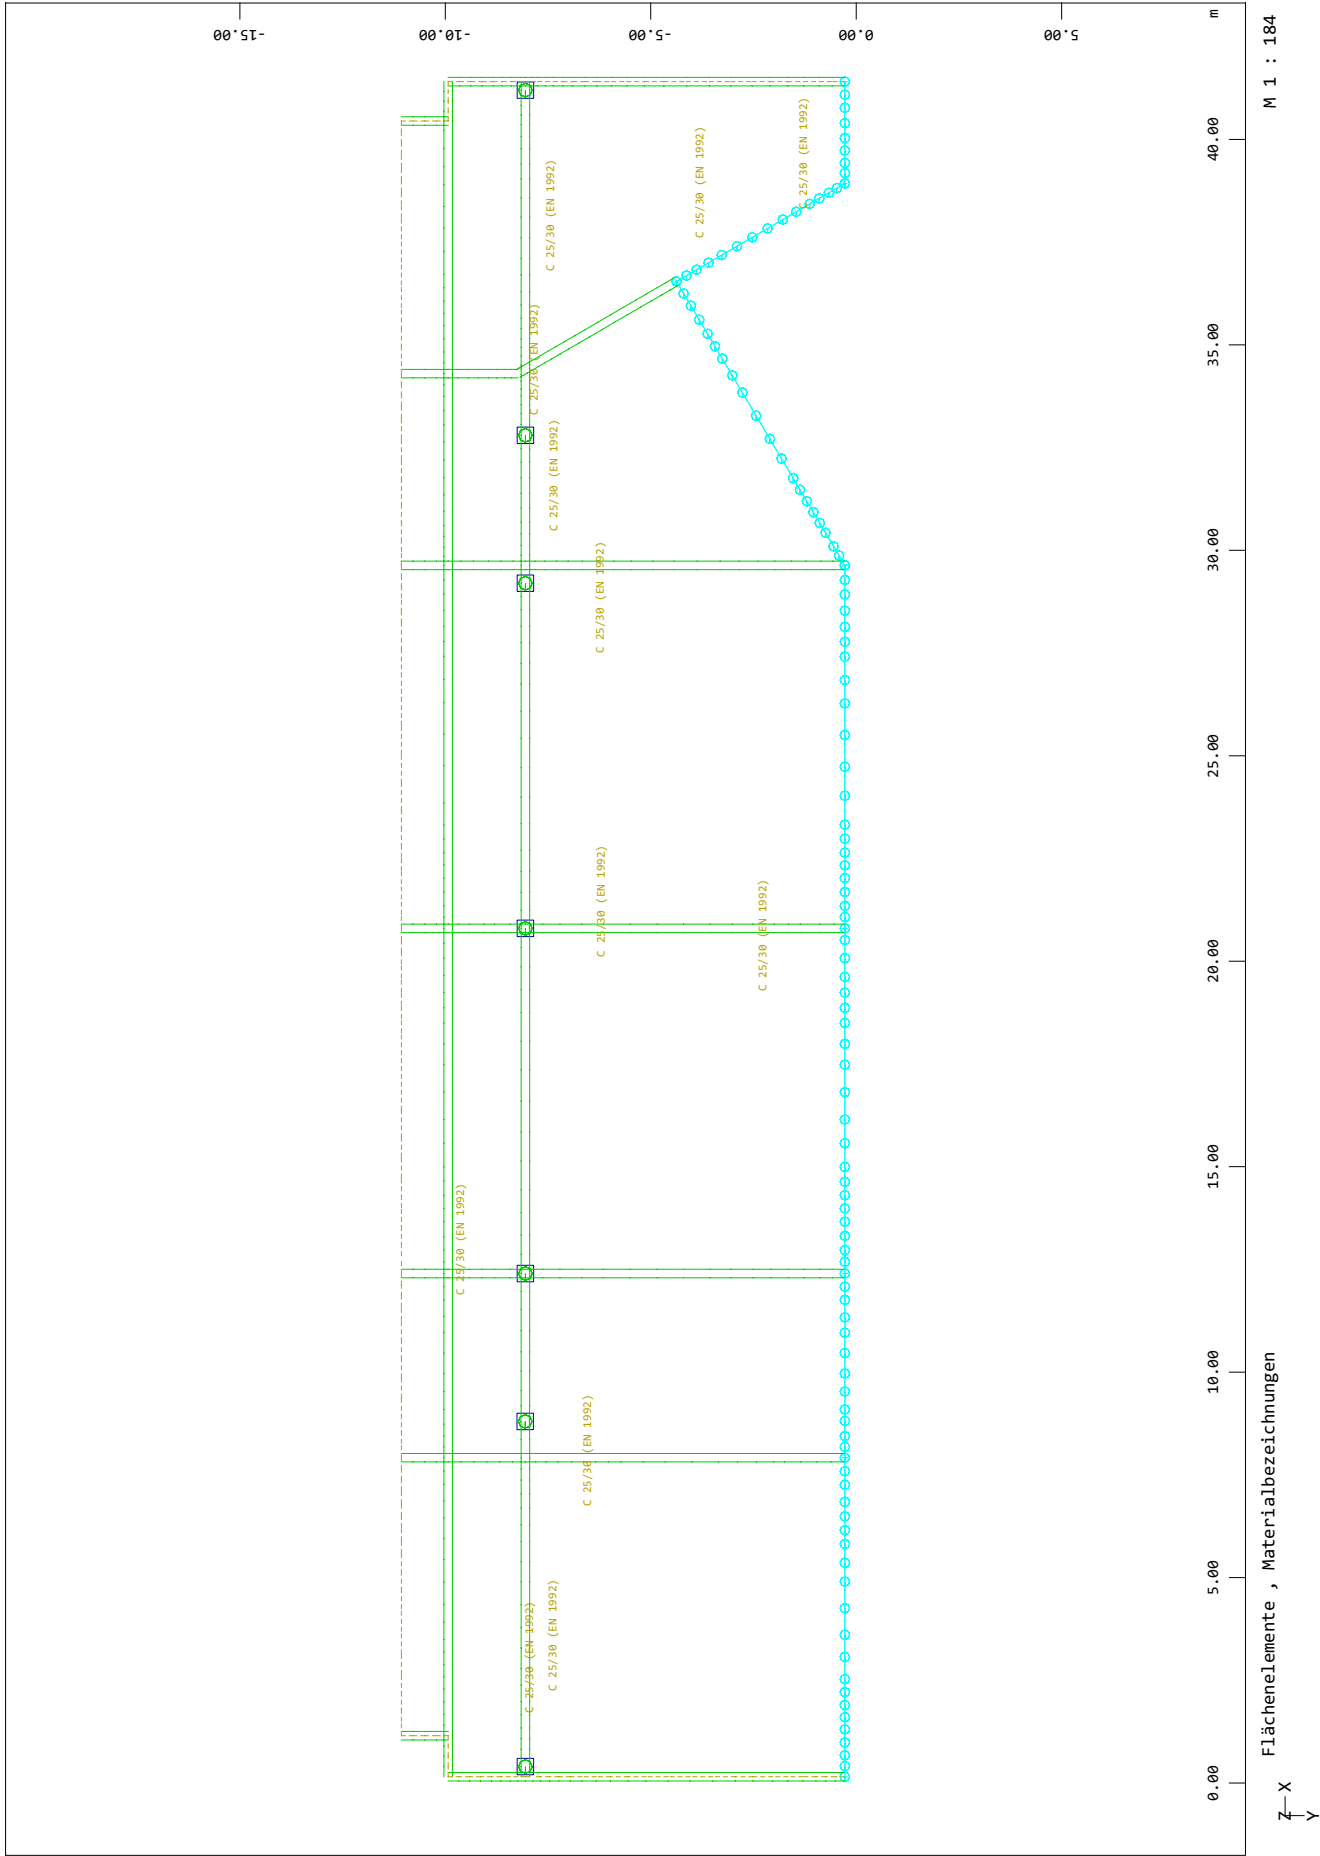 -15.00
-10.00
-5.00
0.00
5.00
m
M 1 : 184
40.00
35.00
30.00
25.00
20.00
15.00
10.00
5.00
0.00
C 25/30 (EN 1992)
C 25/30 (EN 1992)
C 25/30 (EN 1992)
C 25/30 (EN 1992)
C 25/30 (EN 1992)
C 25/30 (EN 1992)
C 25/30 (EN 1992)
C 25/30 (EN 1992)
C 25/30 (EN 1992)
C 25/30 (EN 1992)
C 25/30 (EN 1992)
C 25/30 (EN 1992)
Flächenelemente , Materialbezeichnungen
Z X
Y